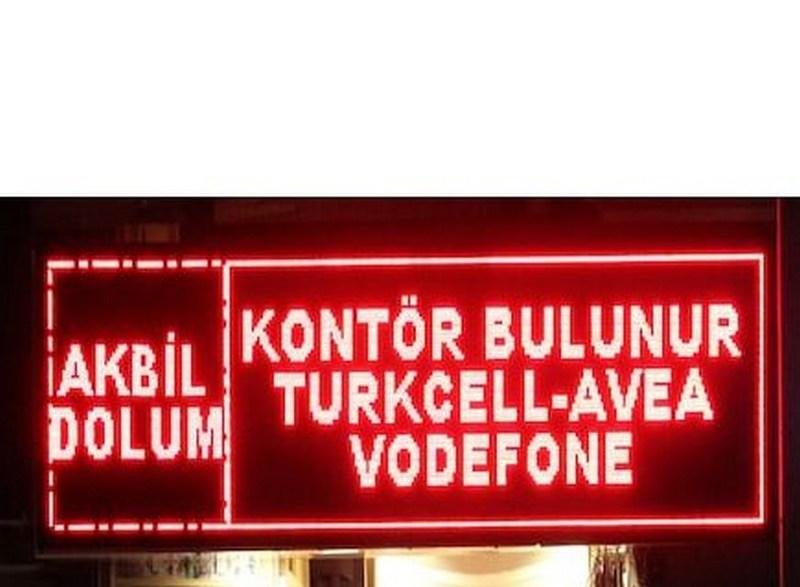 AKBİL
DOLUM
KONTÖR BULUNUR
TURKCELL-AVEA
VODEFONE